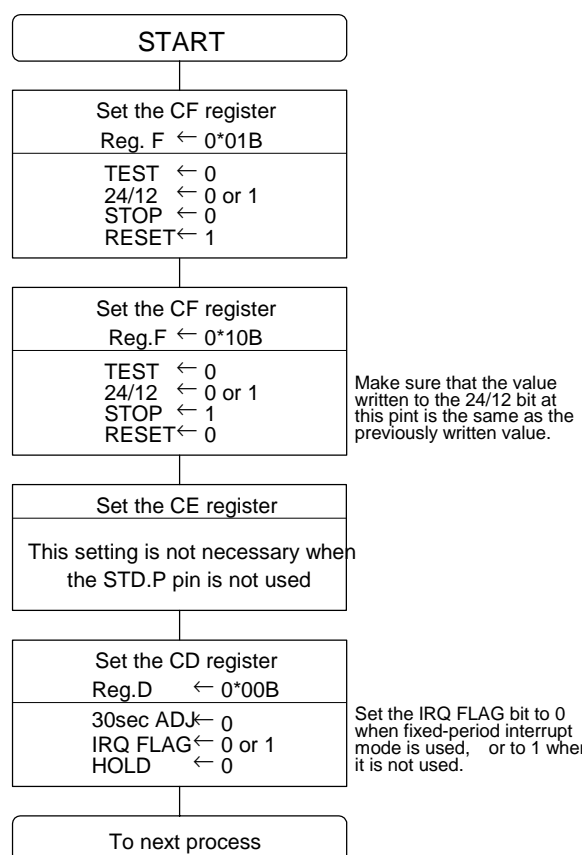 START
Set the CF register
Reg. F ← 0*01B
TEST ← 0
24/12 ← 0 or 1
STOP ← 0
RESET← 1
Set the CF register
Reg.F ← 0*10B
TEST ← 0
24/12 ← 0 or 1
STOP ← 1
RESET← 0
Make sure that the value
written to the 24/12 bit at
this pint is the same as the
previously written value.
Set the CE register
This setting is not necessary when
the STD.P pin is not used
Set the CD register
Reg.D ← 0*00B
30sec ADJ← 0
IRQ FLAG← 0 or 1
HOLD ← 0
Set the IRQ FLAG bit to 0
when fixed-period interrupt
mode is used, or to 1 when
it is not used.
To next process